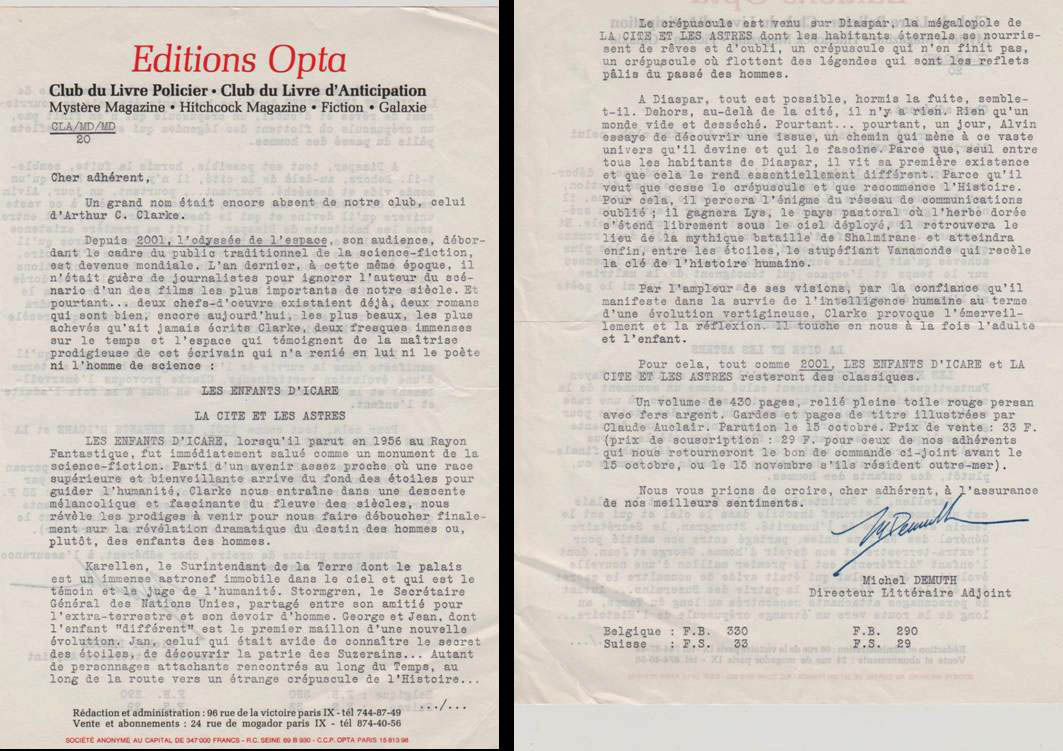 Editions Opta
Club du Livre Policier • Club du Livre d'Anticipation
Mystère Magazine • Hitchcock Magazine • Fiction • Galaxie
CLA/MD/MD
20
Cher adhérent,
Un grand nom était encore absent de notre club, celui
d'Arthur C. Clarke.
Depuis 2001, l'odyssée de l'espace, son audience, débor-
dant le cadre du public traditionnel de la science-fiction,
est devenue mondiale. L'an dernier, à cette même époque, il
n'était guère de journalistes pour ignorer l'auteur du scé-
nario d'un des films les plus importants de notre siècle. Et
pourtant... deux chefs-d'oeuvre existaient déjà, deux romans
qui sont bien, encore aujourd'hui, les plus beaux, les plus
achevés qu'ait jamais écrits Clarke, deux fresques immenses
sur le temps et l'espace qui témoignent de la maîtrise
prodigieuse de cet écrivain qui n'a renié en lui ni le poète
ni l'homme de science :
LES ENFANTS D'ICARE
LA CITE ET LES ASTRES
LES ENFANTS D'ICARE, lorsqu'il parut en 1956 au Rayon
Fantastique, fut immédiatement salué comme un monument de la
science-fiction. Parti d'un avenir assez proche où une race
supérieure et bienveillante arrive du fond des étoiles pour
guider l'humanité, Clarke nous entraîne dans une descente
mélancolique et fascinante du fleuve des siècles, nous
révèle les prodiges à venir pour nous faire déboucher finale-
ment sur la révélation dramatique du destin des hommes ou,
plutôt, des enfants des hommes.
Karellen, le Surintendant de la Terre dont le palais
est un immense astronef immobile dans le ciel et qui est le
témoin et le juge de l'humanité. Stormgren, le Secrétaire
Général des Nations Unies, partagé entre son amitié pour
l'extra-terrestre et son devoir d'homme. George et Jean, dont
l'enfant "différent" est le premier maillon d'une nouvelle
évolution. Jan, celui qui était avide de connaître le secret
des étoiles, de découvrir la patrie des Suzerains... Autant
de personnages attachants rencontrés au long du Temps, au
long de la route vers un étrange crépuscule de l'Histoire...
.../...
Rédaction et administration : 96 rue de la victoire paris IX - tél 744-87-49
Vente et abonnements : 24 rue de mogador paris IX - tél 874-40-56
SOCIÉTÉ ANONYME AU CAPITAL DE 347 000 FRANCS - R.C. SEINE 69 B 930 - C.C.P. OPTA PARIS 15 813 98
Le crépuscule est venu sur Diaspar, la mégalopole de
LA CITE ET LES ASTRES dont les habitants éternels se nourris-
sent de rêves et d'oubli, un crépuscule qui n'en finit pas,
un crépuscule où flottent des légendes qui sont les reflets
pâlis du passé des hommes.
A Diaspar, tout est possible, hormis la fuite, semble-
t-il. Dehors, au-delà de la cité, il n'y a rien. Rien qu'un
monde vide et desséché. Pourtant... pourtant, un jour, Alvin
essaye de découvrir une issue, un chemin qui mène à ce vaste
univers qu'il devine et qui le fascine. Parce que, seul entre
tous les habitants de Diaspar, il vit sa première existence
et que cela le rend essentiellement différent. Parce qu'il
veut que cesse le crépuscule et que recommence l'Histoire.
Pour cela, il percera l'énigme du réseau de communications
oublié ; il gagnera Lys, le pays pastoral où l'herbe dorée
s'étend librement sous le ciel déployé, il retrouvera le
lieu de la mythique bataille de Shalmirane et atteindra
enfin, entre les étoiles, le stupéfiant Vanamonde qui recèle
la clé de l'histoire humaine.
Par l'ampleur de ses visions, par la confiance qu'il
manifeste dans la survie de l'intelligence humaine au terme
d'une évolution vertigineuse, Clarke provoque l'émerveil-
lement et la réflexion. Il touche en nous à la fois l'adulte
et l'enfant.
Pour cela, tout comme 2001, LES ENFANTS D'ICARE et LA
CITE ET LES ASTRES resteront des classiques.
Un volume de 430 pages, relié pleine toile rouge persan
avec fers argent. Gardes et pages de titre illustrées par
Claude Auclair. Parution le 15 octobre. Prix de vente : 33 F.
(prix de souscription : 29 F. pour ceux de nos adhérents
qui nous retourneront le bon de commande ci-joint avant le
15 octobre, ou le 15 novembre s'ils résident outre-mer).
Nous vous prions de croire, cher adhérent, à l'assurance
de nos meilleurs sentiments.
Michel DEMUTH
Directeur Littéraire Adjoint
Belgique : F.B. 330 F.B. 290
Suisse : F.S. 33 F.S. 29